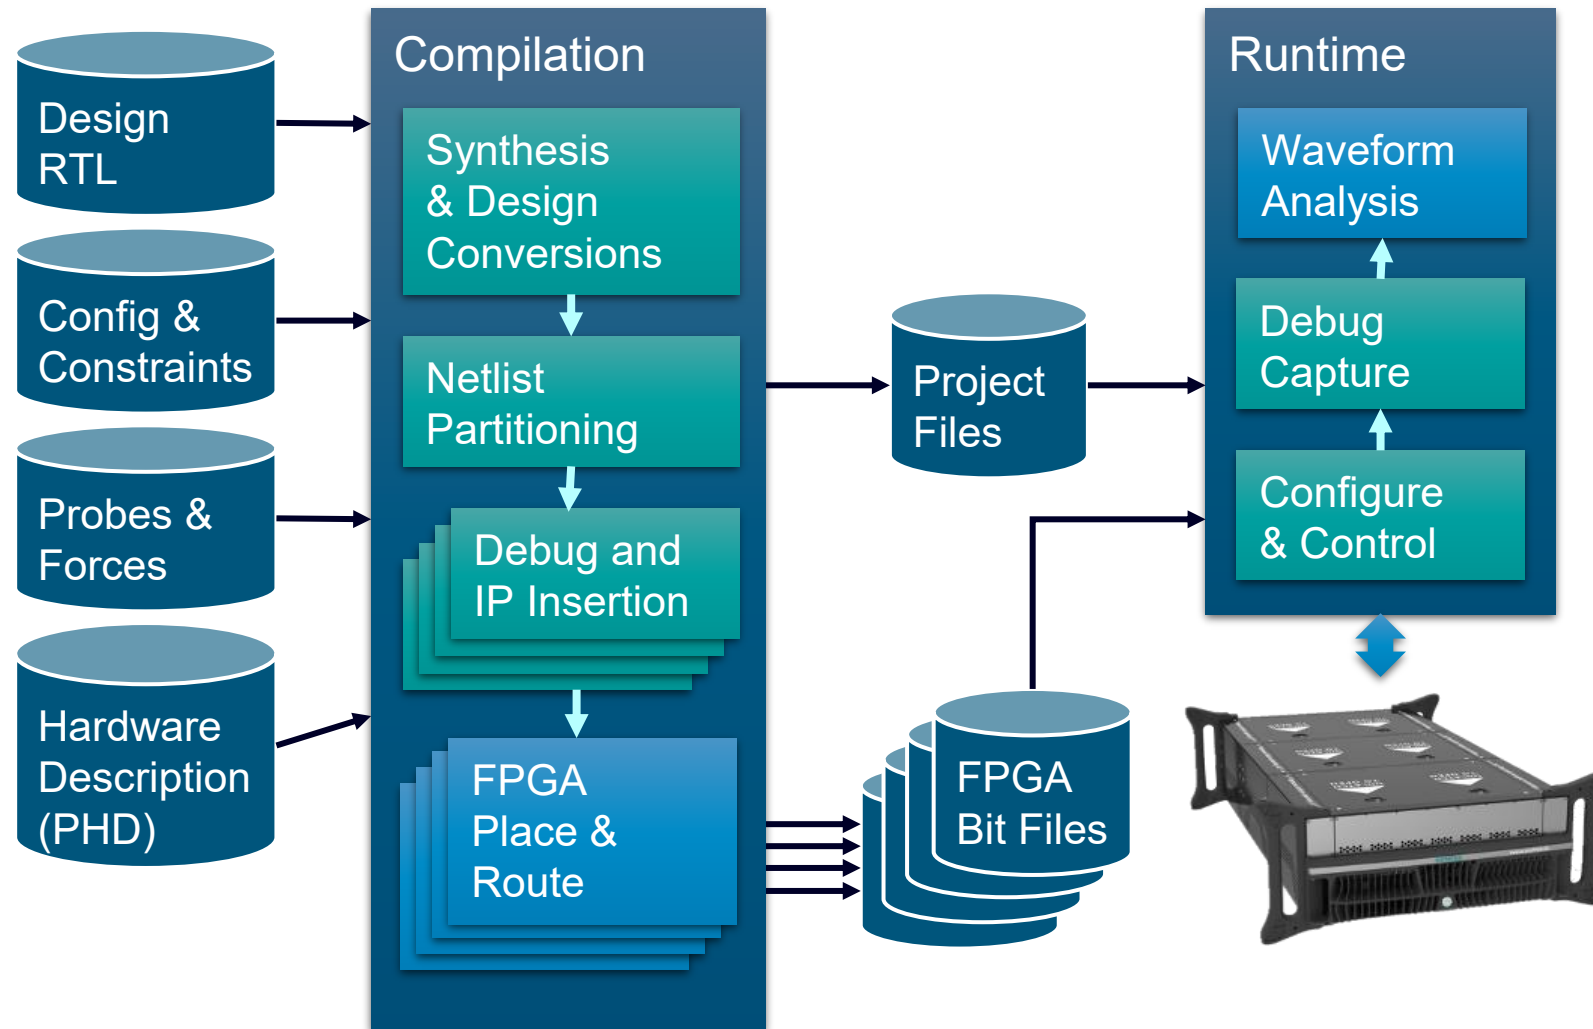 Design
RTL
Config &
Constraints
Probes &
Forces
Hardware
Description
(PHD)
Compilation
Synthesis
& Design
Conversions
Netlist
Partitioning
Debug and
IP Insertion
FPGA
Place &
Route
Project
Files
FPGA
Bit Files
Runtime
Waveform
Analysis
Debug
Capture
Configure
& Control